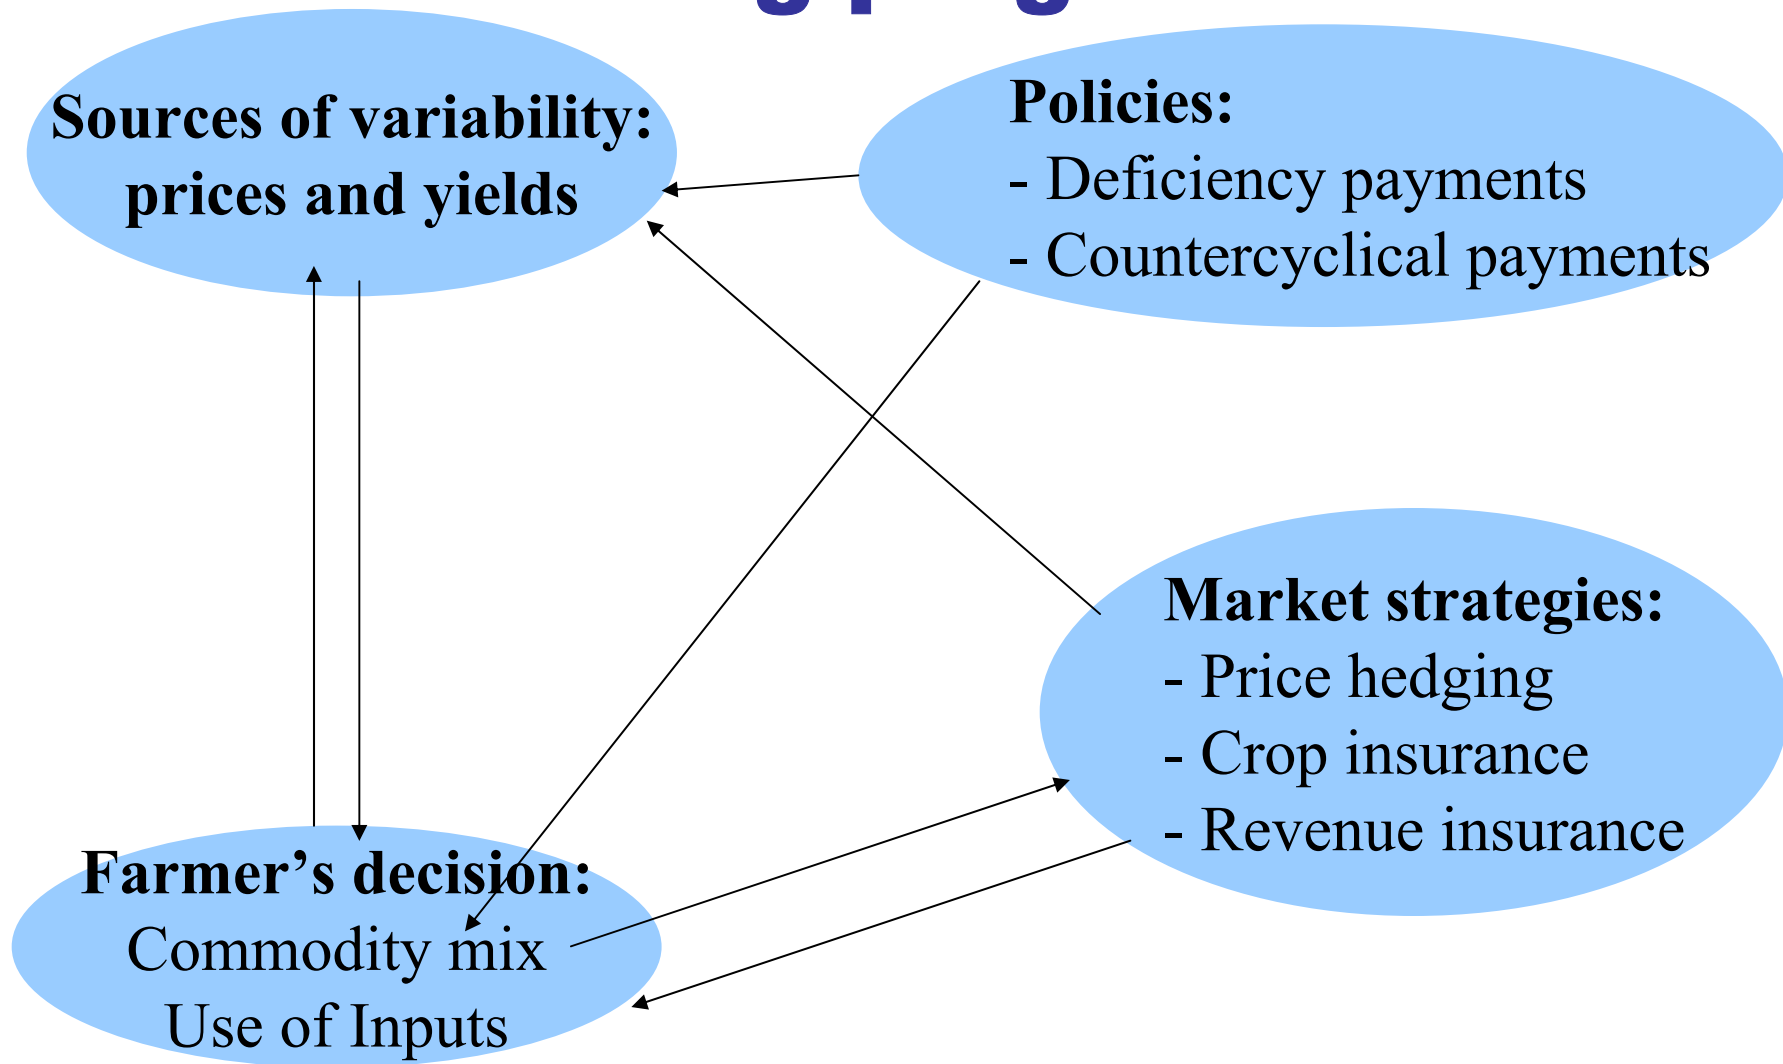 Sources of variability:
prices and yields
Policies:
- Deficiency payments
- Countercyclical payments
Market strategies:
- Price hedging
- Crop insurance
- Revenue insurance
Farmer’s decision:
Commodity mix
Use of Inputs